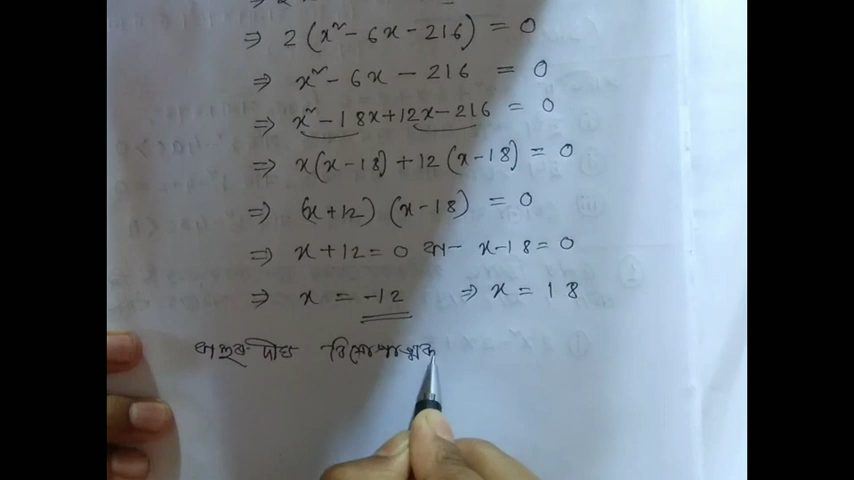 ⇒ 2(x² - 6x - 216) = 0
⇒ x² - 6x - 216 = 0
⇒ x² - 18x + 12x - 216 = 0
⇒ x(x-18) + 12(x-18) = 0
⇒ (x+12) (x-18) = 0
⇒ x + 12 = 0 বা x-18 = 0
⇒ x = -12 ⇒ x = 18